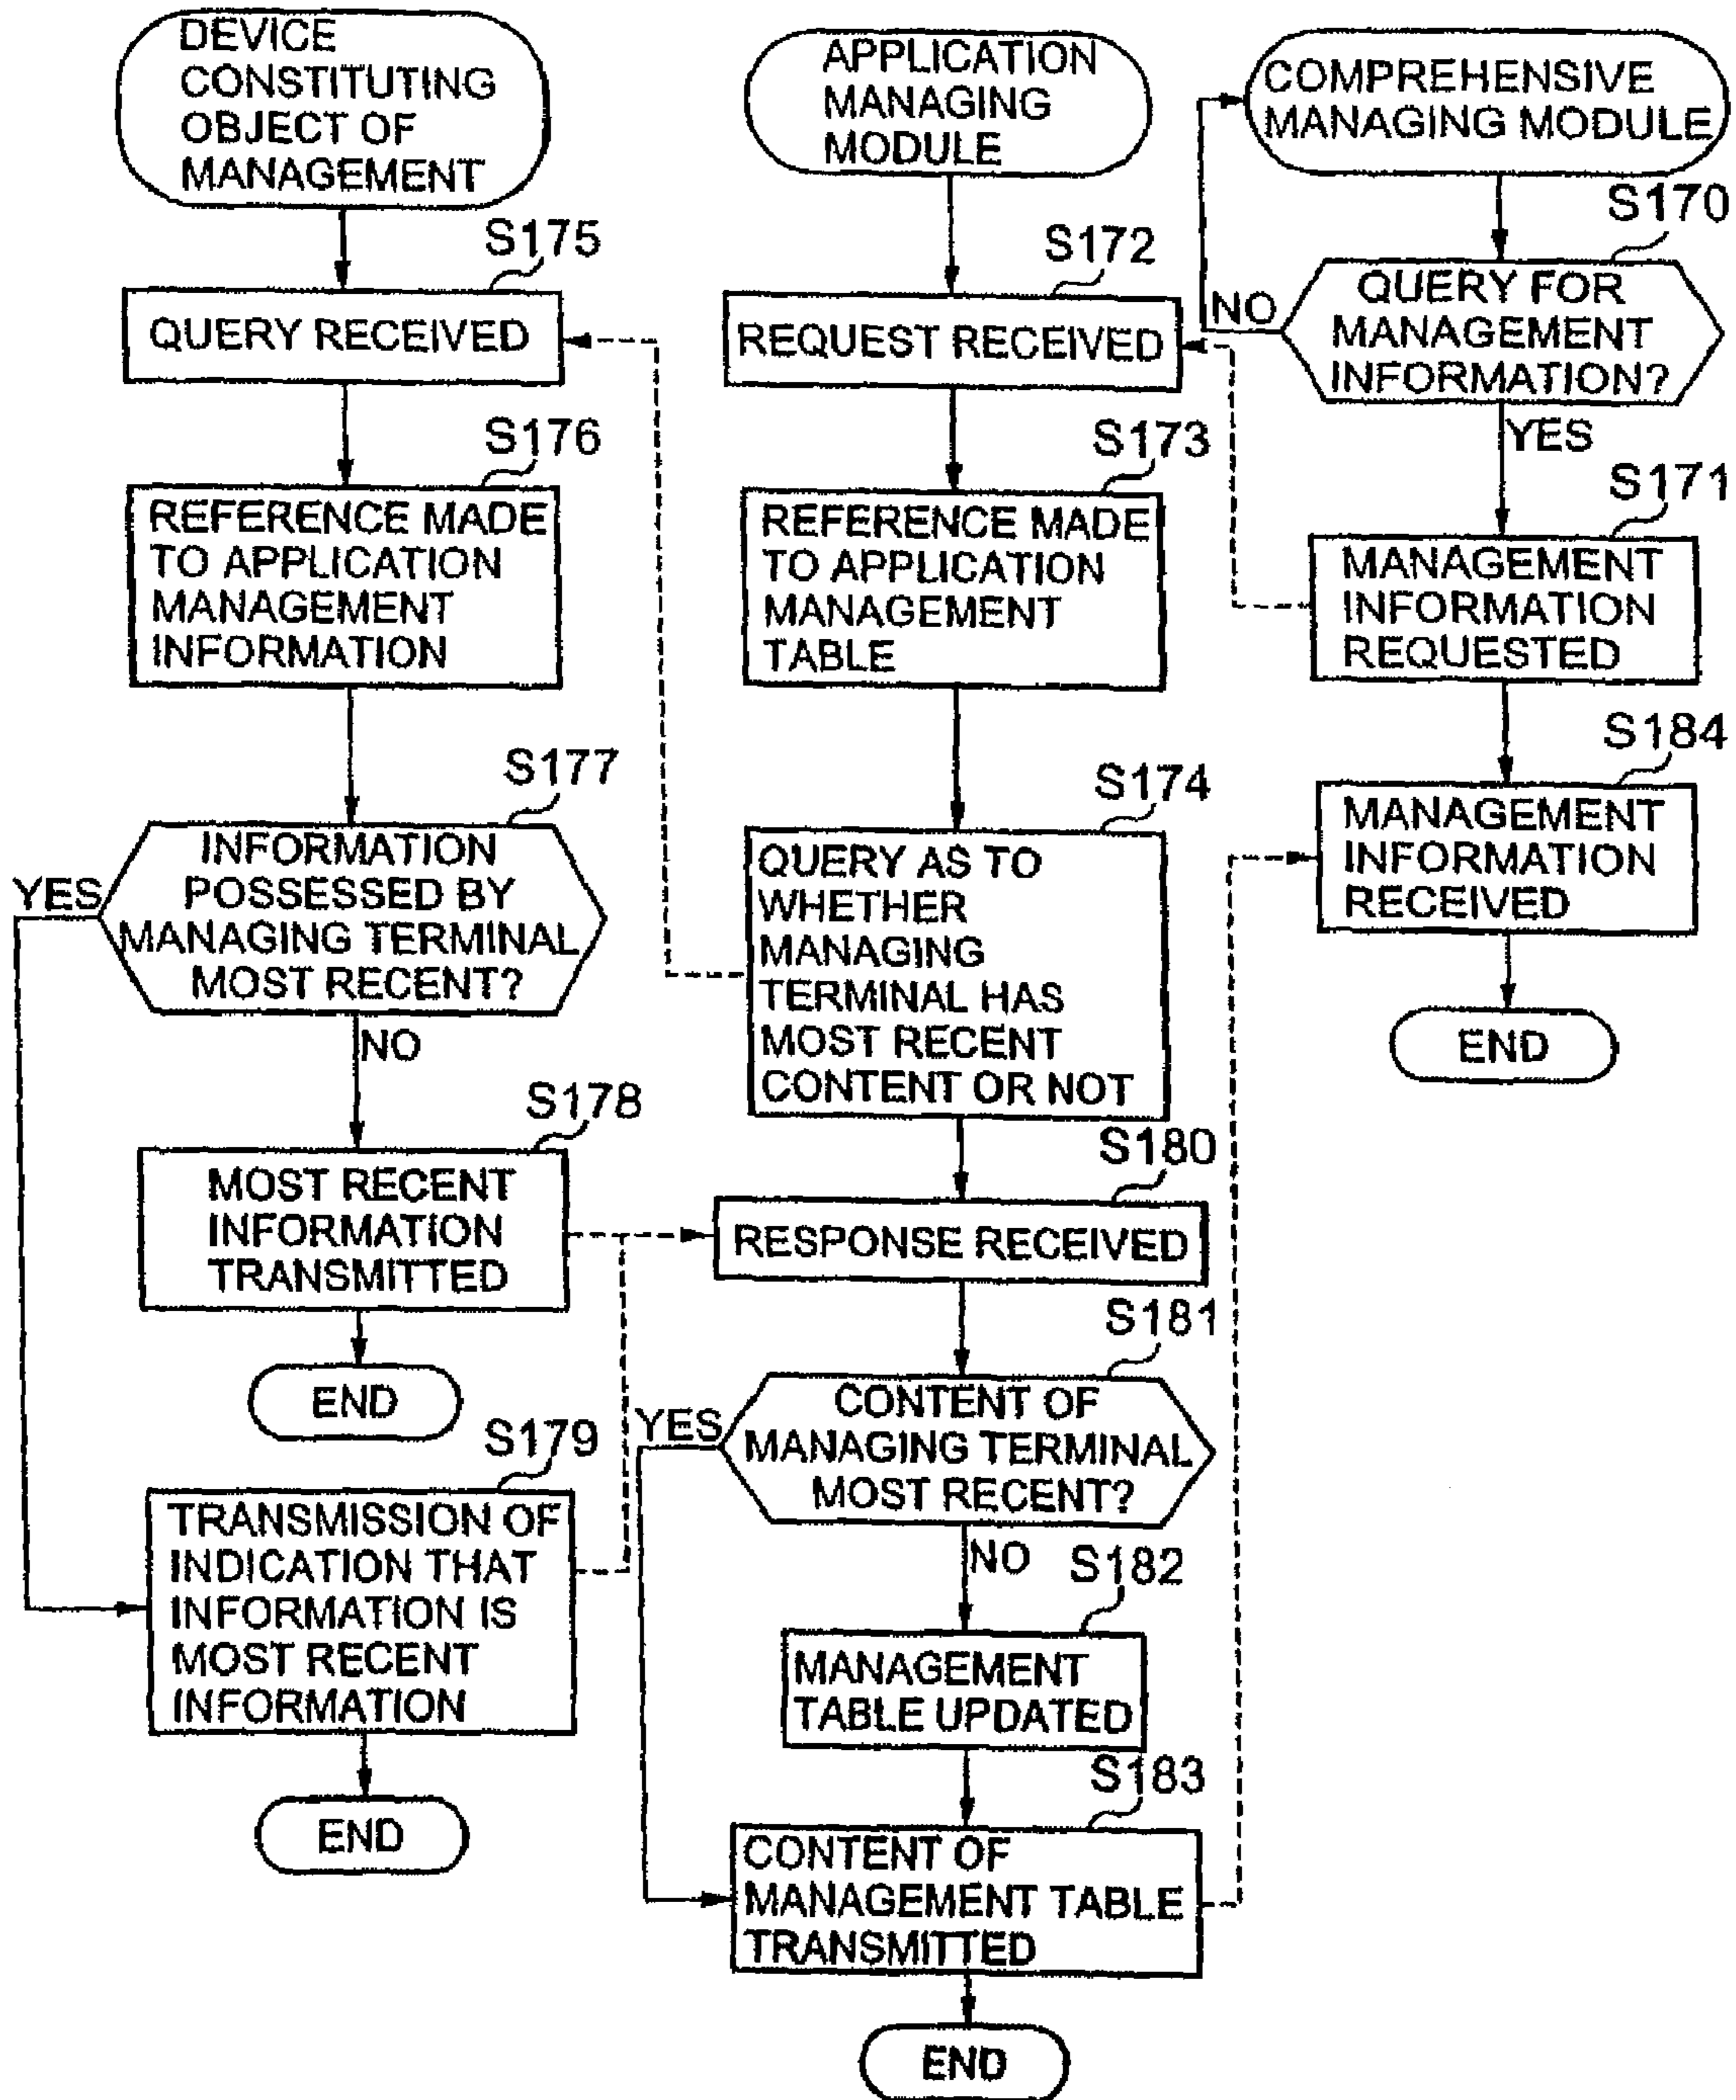 DEVICE
CONSTITUTING
OBJECT OF
MANAGEMENT
S175
QUERY RECEIVED
S176
REFERENCE MADE
TO APPLICATION
MANAGEMENT
INFORMATION
S177
INFORMATION
POSSESSED BY
MANAGING TERMINAL
MOST RECENT?
YES
NO
S178
MOST RECENT
INFORMATION
TRANSMITTED
END
S179
TRANSMISSION OF
INDICATION THAT
INFORMATION IS
MOST RECENT
INFORMATION
END
APPLICATION
MANAGING
MODULE
S172
REQUEST RECEIVED
S173
REFERENCE MADE
TO APPLICATION
MANAGEMENT
TABLE
S174
QUERY AS TO
WHETHER
MANAGING
TERMINAL HAS
MOST RECENT
CONTENT OR NOT
S180
RESPONSE RECEIVED
S181
CONTENT OF
MANAGING TERMINAL
MOST RECENT?
YES
NO
S182
MANAGEMENT
TABLE UPDATED
S183
CONTENT OF
MANAGEMENT TABLE
TRANSMITTED
END
COMPREHENSIVE
MANAGING MODULE
S170
QUERY FOR
MANAGEMENT
INFORMATION?
NO
YES
S171
MANAGEMENT
INFORMATION
REQUESTED
S184
MANAGEMENT
INFORMATION
RECEIVED
END